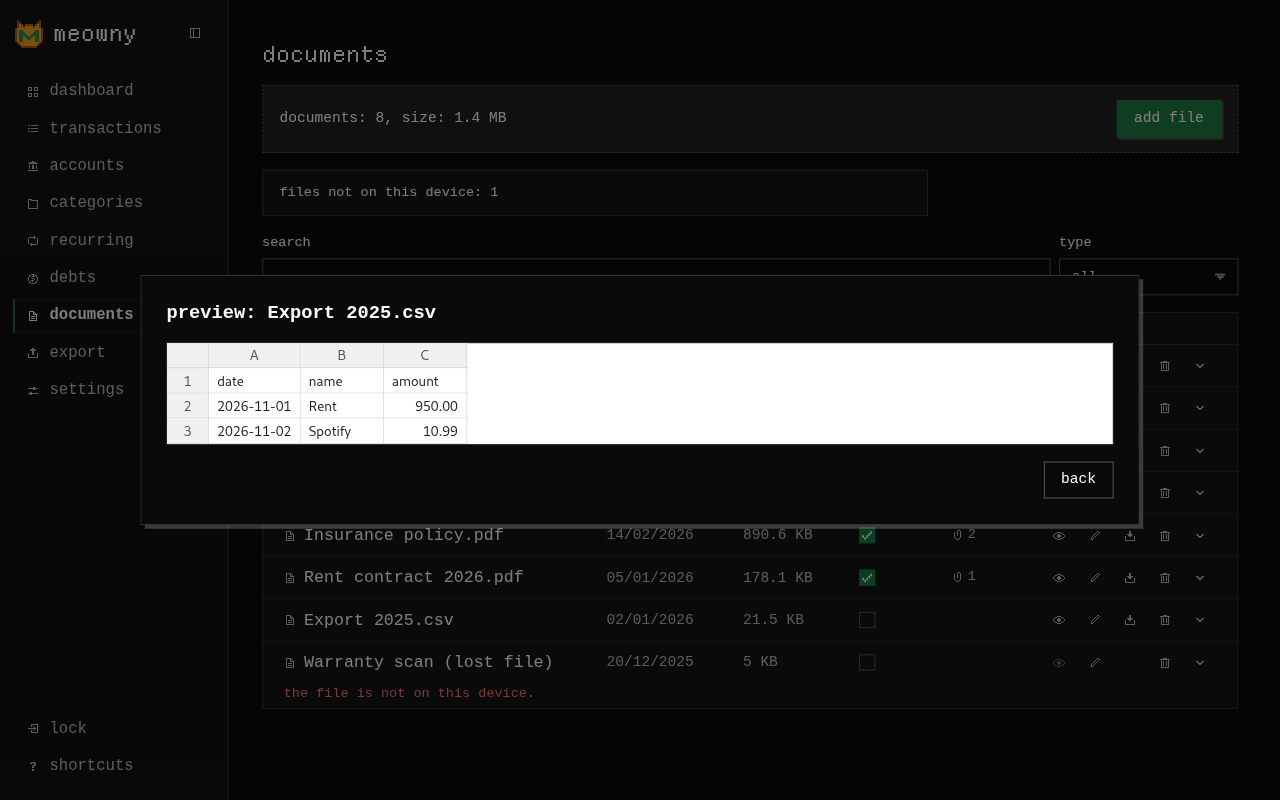 meowny
dashboard
transactions
accounts
categories
recurring
debts
documents
export
settings
lock
? shortcuts
documents
documents: 8, size: 1.4 MB
add file
files not on this device: 1
search
type
preview: Export 2025.csv
A B C
1 date name amount
2 2026-11-01 Rent 950.00
3 2026-11-02 Spotify 10.99
back
Insurance policy.pdf 14/02/2026 890.6 KB 2
Rent contract 2026.pdf 05/01/2026 178.1 KB 1
Export 2025.csv 02/01/2026 21.5 KB
Warranty scan (lost file) 20/12/2025 5 KB
the file is not on this device.